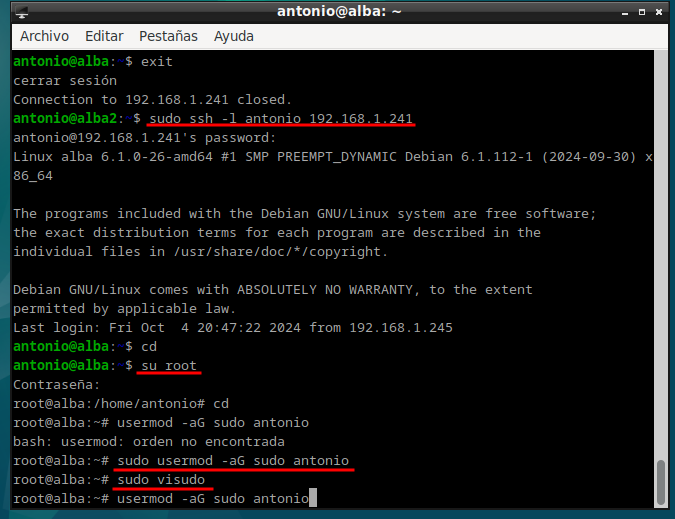 antonio@alba: ~
Archivo Editar Pestañas Ayuda
antonio@alba:~$ exit
cerrar sesión
Connection to 192.168.1.241 closed.
antonio@alba2:~$ sudo ssh -l antonio 192.168.1.241
antonio@192.168.1.241's password:
Linux alba 6.1.0-26-amd64 #1 SMP PREEMPT_DYNAMIC Debian 6.1.112-1 (2024-09-30) x
86_64
The programs included with the Debian GNU/Linux system are free software;
the exact distribution terms for each program are described in the
individual files in /usr/share/doc/*/copyright.
Debian GNU/Linux comes with ABSOLUTELY NO WARRANTY, to the extent
permitted by applicable law.
Last login: Fri Oct  4 20:47:22 2024 from 192.168.1.245
antonio@alba:~$ cd
antonio@alba:~$ su root
Contraseña:
root@alba:/home/antonio# cd
root@alba:~# usermod -aG sudo antonio
bash: usermod: orden no encontrada
root@alba:~# sudo usermod -aG sudo antonio
root@alba:~# sudo visudo
root@alba:~# usermod -aG sudo antonio